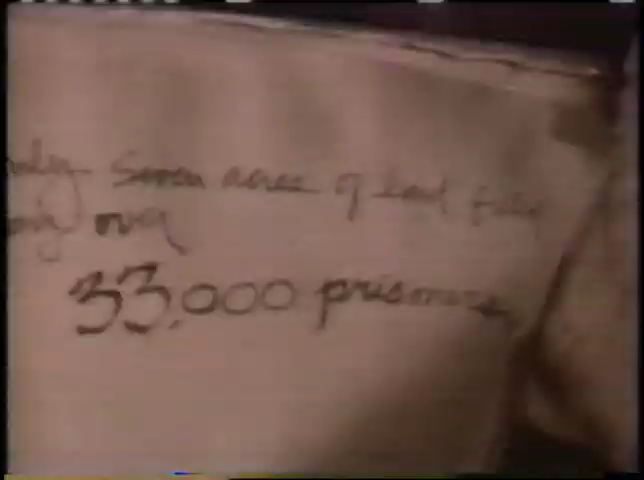 seven acres of land
over
33,000 prisoners